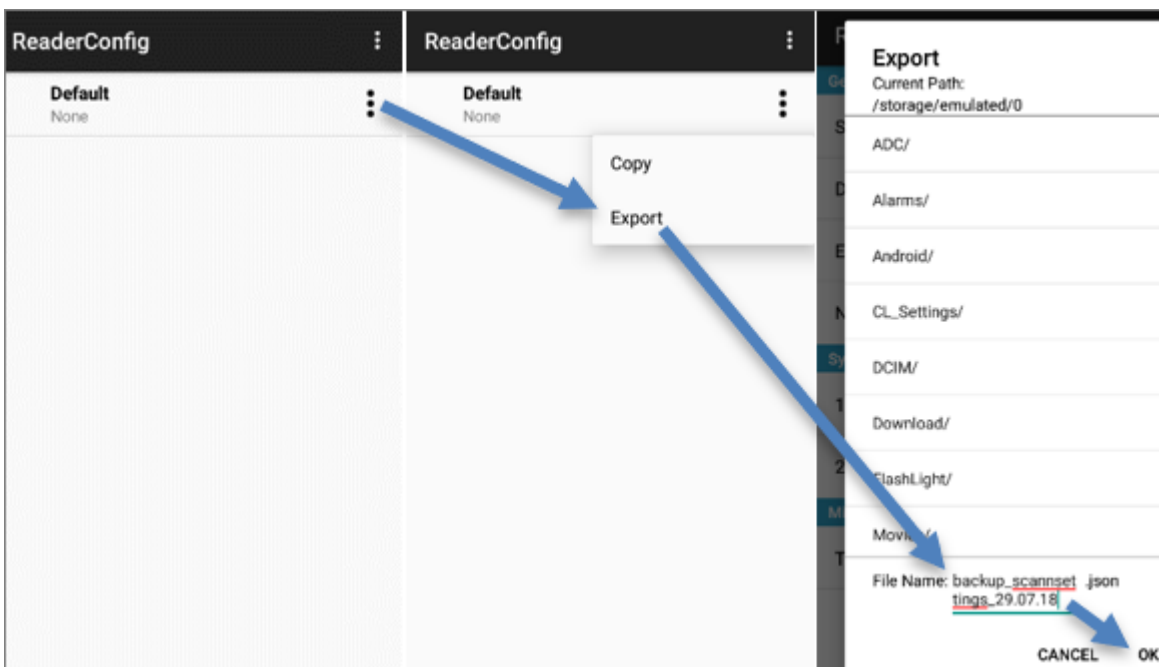 ReaderConfig
Default
None
ReaderConfig
Default
None
Copy
Export
Export
Current Path:
/storage/emulated/0
ADC/
Alarms/
Android/
CL_Settings/
DCIM/
Download/
FlashLight/
File Name: backup_scannset .json
tings_29.07.18
CANCEL OK